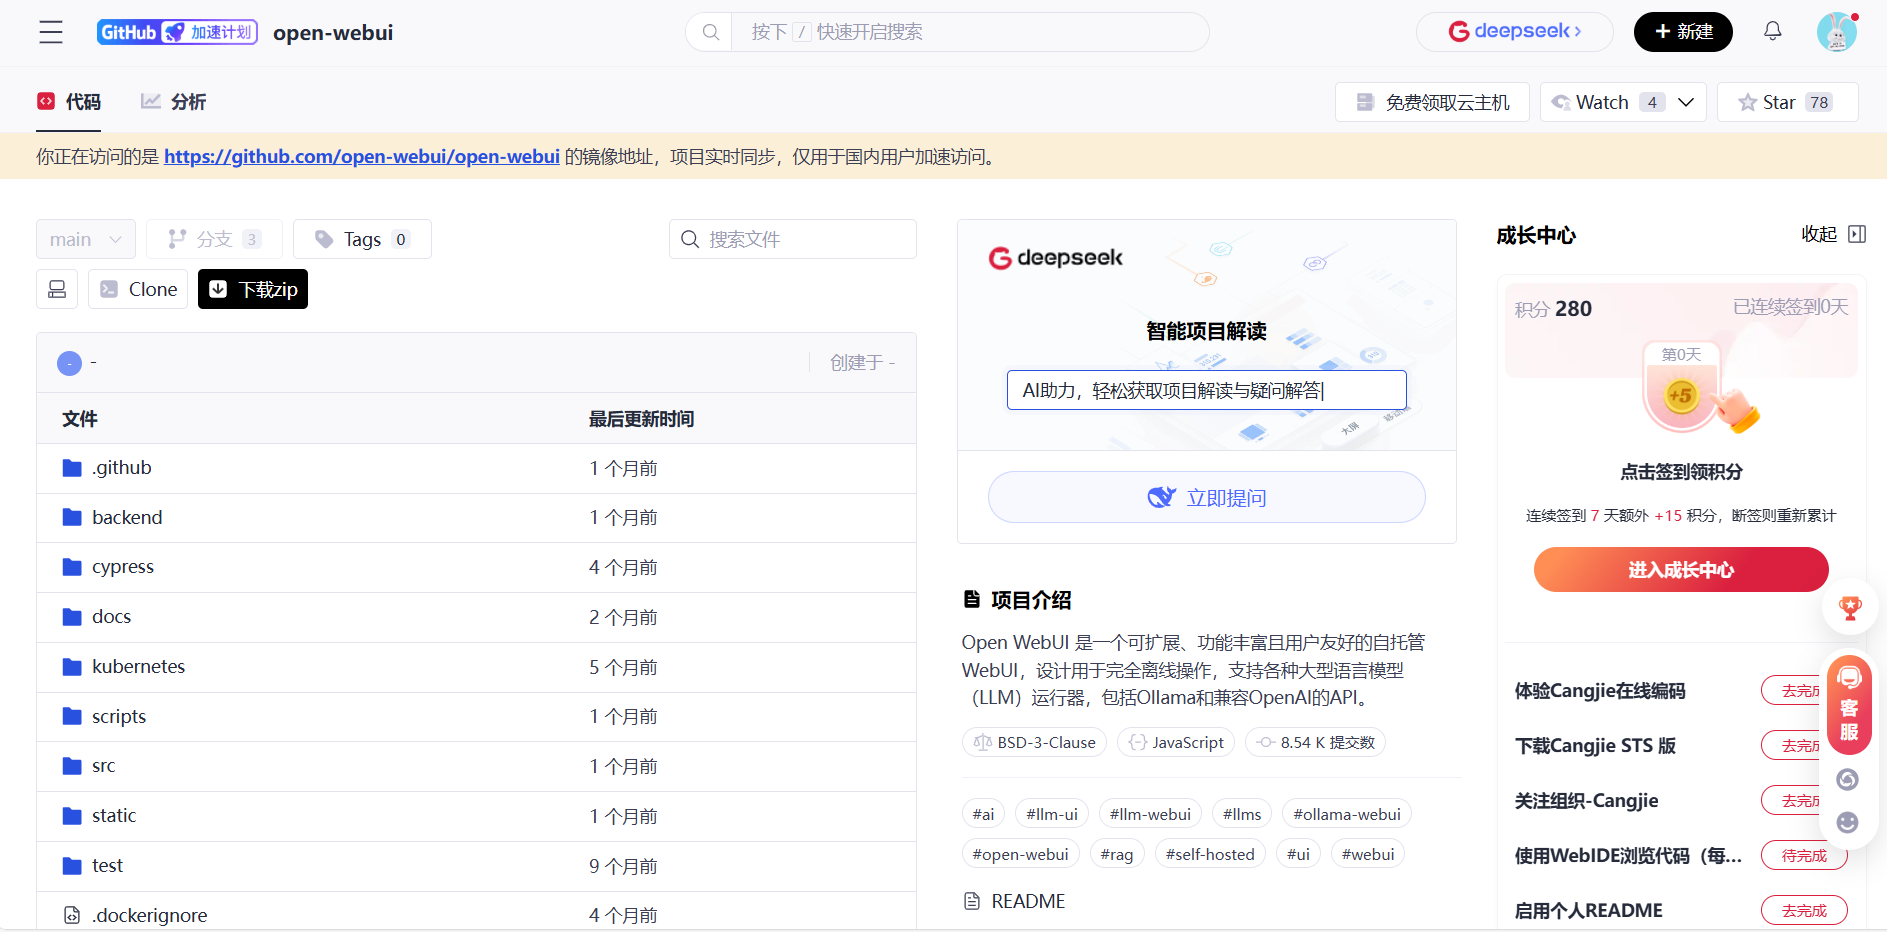 GitHub 加速计划 open-webui
按下 / 快速开启搜索
deepseek
新建
代码
分析
免费领取云主机
Watch 4
Star 78
你正在访问的是 https://github.com/open-webui/open-webui 的镜像地址，项目实时同步，仅用于国内用户加速访问。
main
分支 3
Tags 0
搜索文件
Clone
下载zip
- -
创建于 -
文件 最后更新时间
.github 1 个月前
backend 1 个月前
cypress 4 个月前
docs 2 个月前
kubernetes 5 个月前
scripts 1 个月前
src 1 个月前
static 1 个月前
test 9 个月前
.dockerignore 4 个月前
deepseek
智能项目解读
AI助力，轻松获取项目解读与疑问解答
大屏
立即提问
项目介绍
Open WebUI 是一个可扩展、功能丰富且用户友好的自托管
WebUI，设计用于完全离线操作，支持各种大型语言模型
（LLM）运行器，包括Ollama和兼容OpenAI的API。
BSD-3-Clause
JavaScript
8.54 K 提交数
#ai #llm-ui #llm-webui #llms #ollama-webui
#open-webui #rag #self-hosted #ui #webui
README
成长中心
收起
积分 280
已连续签到0天
第0天
+5
点击签到领积分
连续签到 7 天额外 +15 积分，断签则重新累计
进入成长中心
体验Cangjie在线编码 去完成
下载Cangjie STS 版 去完成
关注组织-Cangjie 去完成
使用WebIDE浏览代码（每... 待完成
启用个人README 去完成
客
服